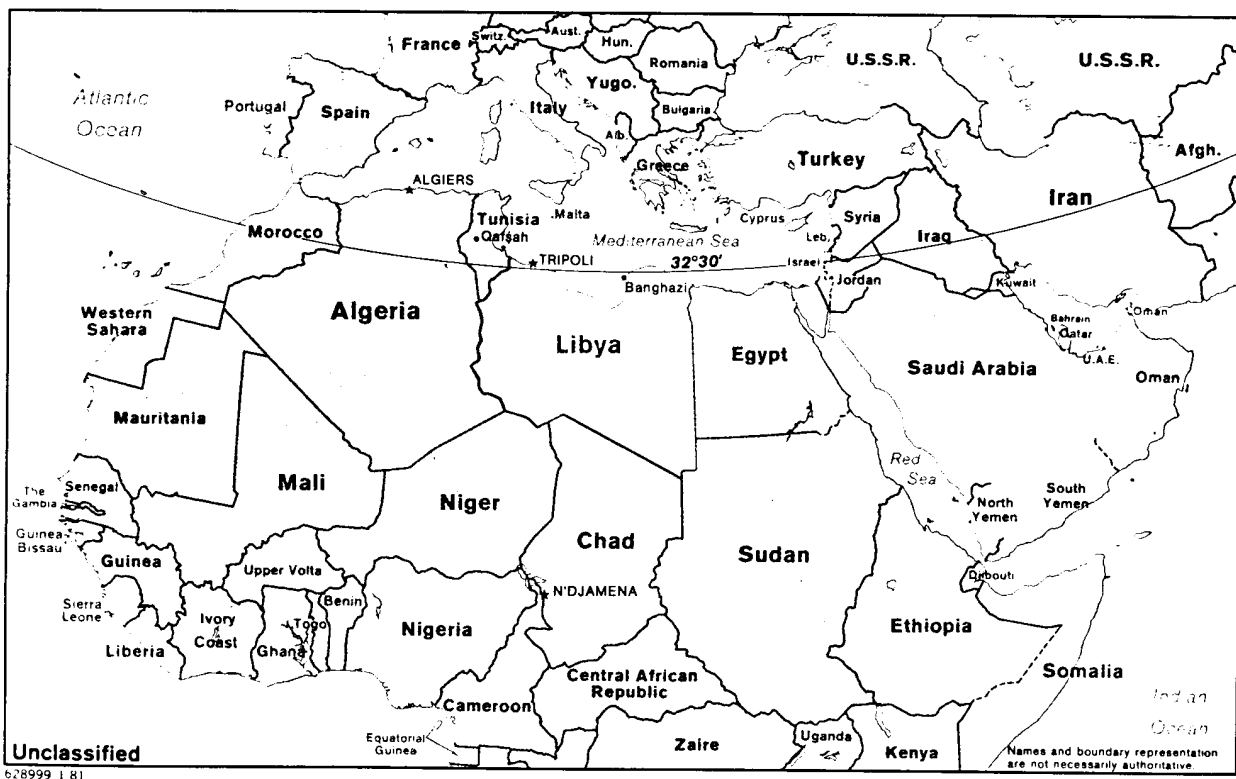 France
Switz.
Aust.
Hun.
Romania
U.S.S.R.
U.S.S.R.
Atlantic
Ocean
Portugal
Spain
Italy
Yugo.
Bulgaria
Alb.
Greece
Turkey
Afgh.
ALGIERS
Iran
Morocco
Tunisia
Qafsah
Malta
Mediterranean Sea
Cyprus
Syria
Leb.
Iraq
TRIPOLI
32°30'
Israel
Banghazi
Jordan
Kuwait
Western
Sahara
Algeria
Libya
Egypt
Bahrain
Qatar
Oman
U.A.E.
Saudi Arabia
Oman
Mauritania
Red
Sea
Mali
Niger
Chad
Sudan
North
Yemen
South
Yemen
Senegal
The
Gambia
Guinea
Bissau
Guinea
Upper Volta
Djibouti
Sierra
Leone
Ivory
Coast
Ghana
Togo
Benin
Nigeria
N'DJAMENA
Ethiopia
Liberia
Central African
Republic
Somalia
Cameroon
Indian
Ocean
Equatorial
Guinea
Zaire
Uganda
Kenya
Unclassified
Names and boundary representation
are not necessarily authoritative.
628999 1 81